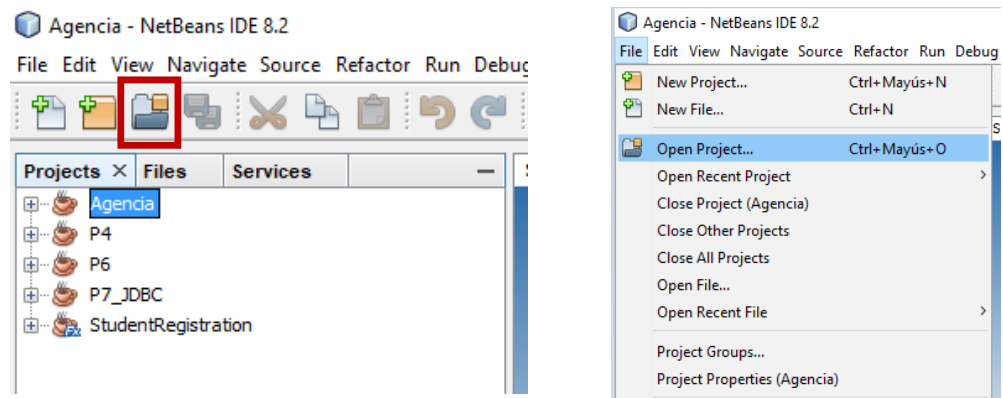 Agencia - NetBeans IDE 8.2
File Edit View Navigate Source Refactor Run Debug
Projects Files Services
Agencia
P4
P6
P7_JDBC
StudentRegistration
Agencia - NetBeans IDE 8.2
File Edit View Navigate Source Refactor Run Debug
New Project... Ctrl+Mayús+N
New File... Ctrl+N
Open Project... Ctrl+Mayús+O
Open Recent Project
Close Project (Agencia)
Close Other Projects
Close All Projects
Open File...
Open Recent File
Project Groups...
Project Properties (Agencia)